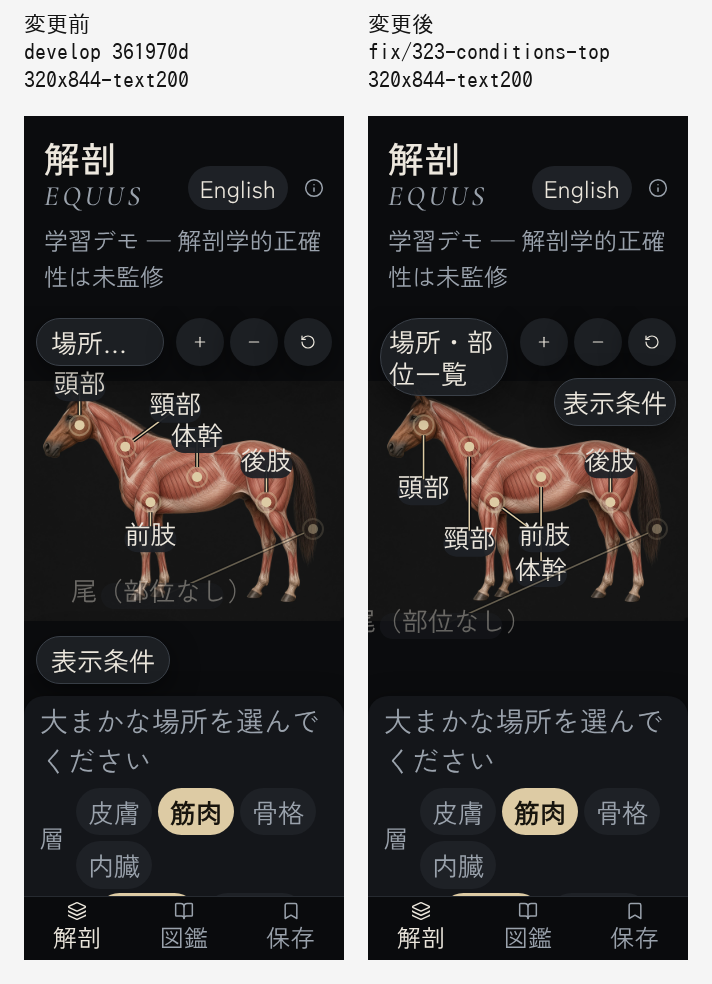 変更前
develop 361970d
320x844-text200
解剖
EQUUS
English
学習デモ — 解剖学的正確
性は未監修
場所…
+
−
頭部
頸部
体幹
後肢
前肢
尾（部位なし）
表示条件
大まかな場所を選んで
ください
層
皮膚
筋肉
骨格
内臓
解剖
図鑑
保存
変更後
fix/323-conditions-top
320x844-text200
解剖
EQUUS
English
学習デモ — 解剖学的正確
性は未監修
場所・部
位一覧
+
−
表示条件
後肢
頭部
頸部
前肢
体幹
尾（部位なし）
大まかな場所を選んで
ください
層
皮膚
筋肉
骨格
内臓
解剖
図鑑
保存